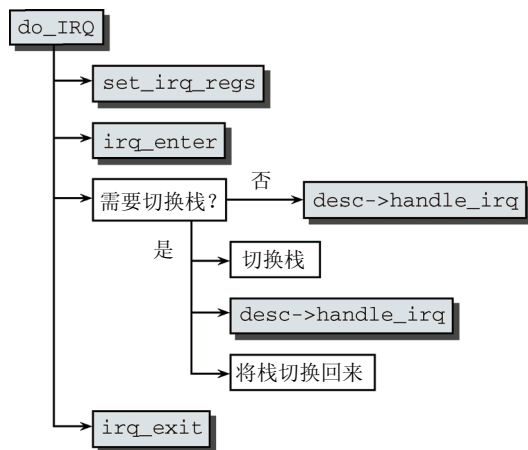 do_IRQ
set_irq_regs
irq_enter
需要切换栈？
否
desc->handle_irq
是
切换栈
desc->handle_irq
将栈切换回来
irq_exit